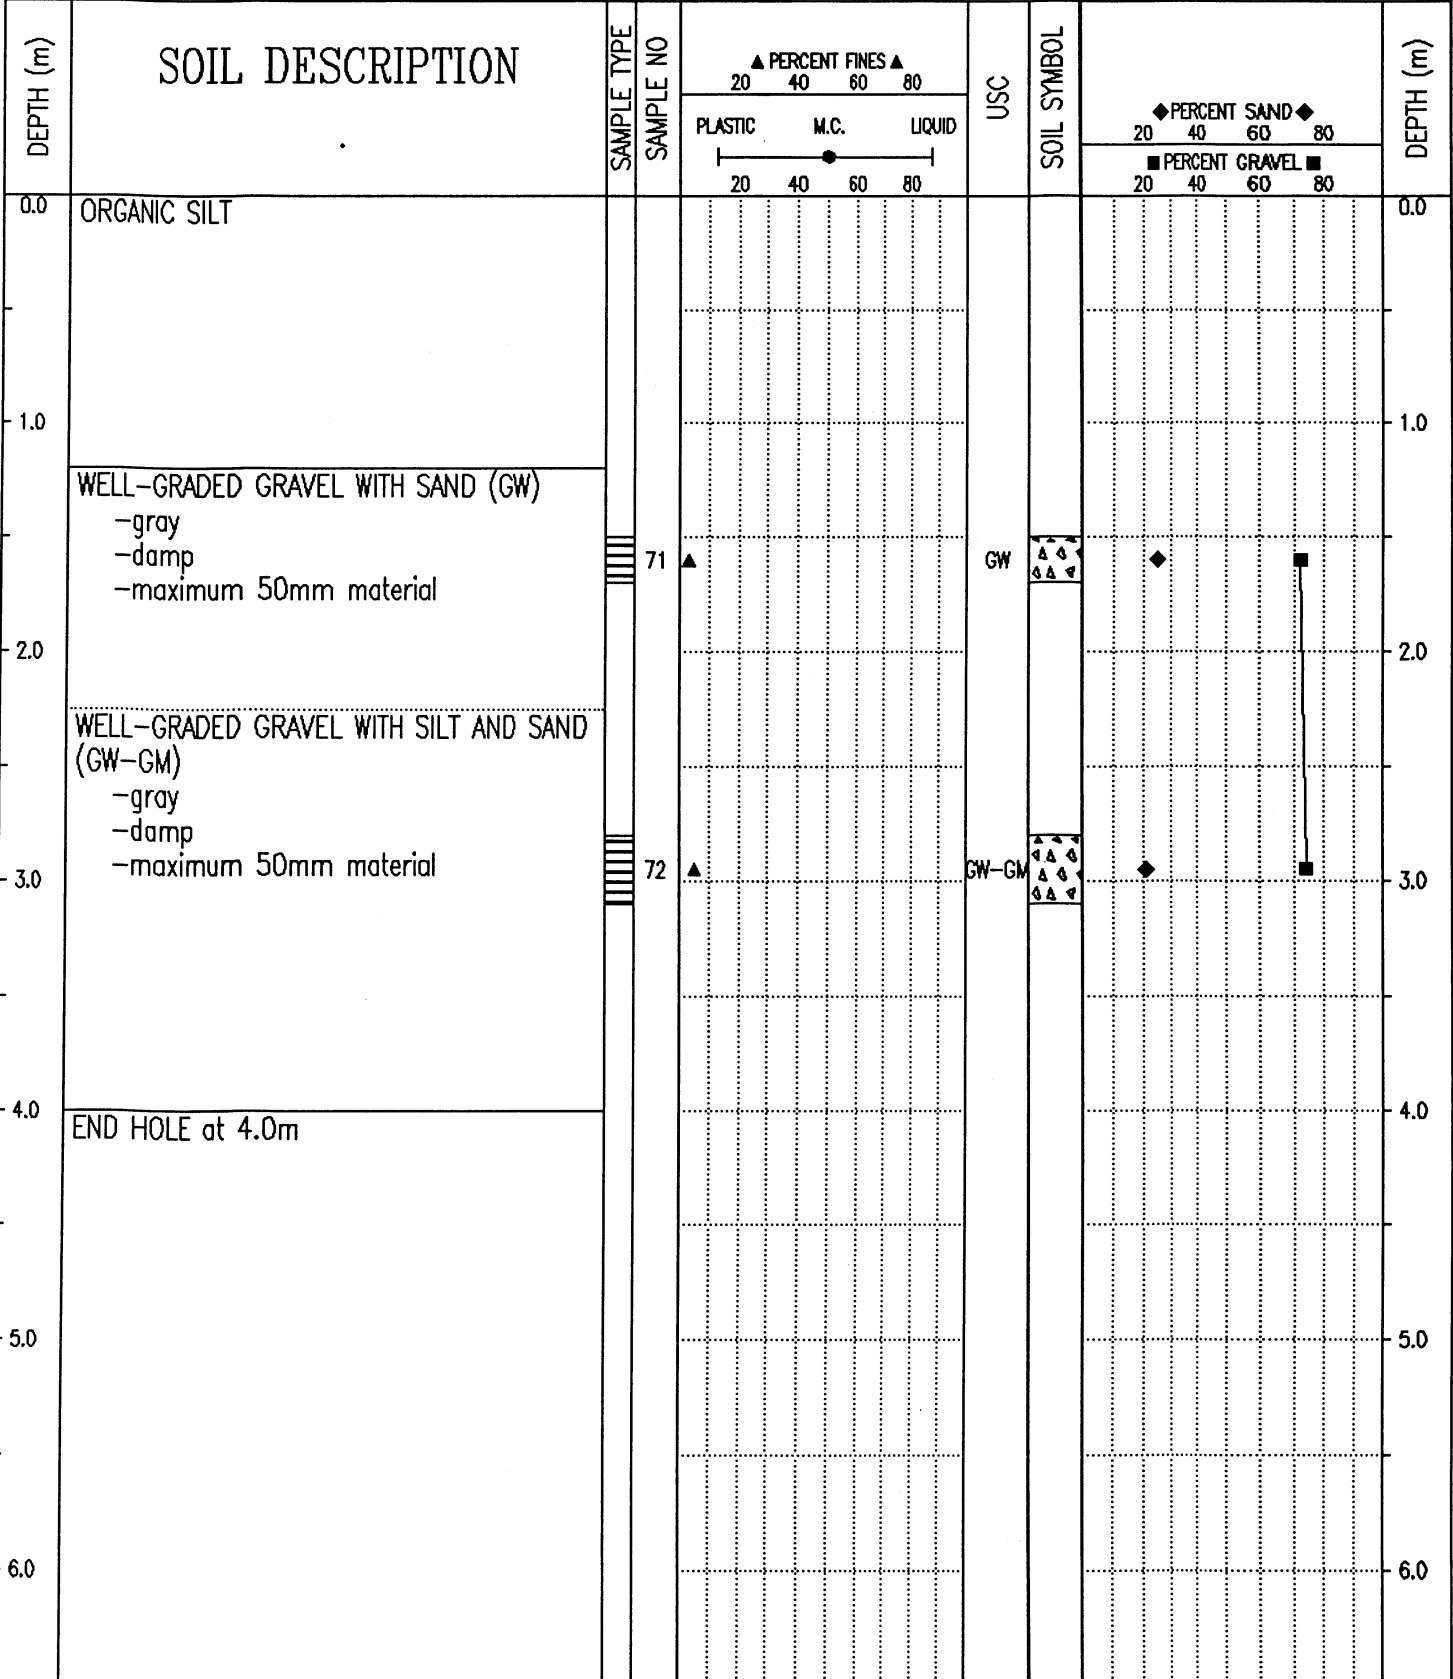 DEPTH (m)
SOIL DESCRIPTION
SAMPLE TYPE
SAMPLE NO
▲ PERCENT FINES ▲
20 40 60 80
PLASTIC M.C. LIQUID
20 40 60 80
USC
SOIL SYMBOL
◆PERCENT SAND◆
20 40 60 80
■ PERCENT GRAVEL ■
20 40 60 80
DEPTH (m)
0.0 ORGANIC SILT 0.0
1.0 1.0
WELL-GRADED GRAVEL WITH SAND (GW)
-gray
-damp
71 GW
-maximum 50mm material
2.0 2.0
WELL-GRADED GRAVEL WITH SILT AND SAND
(GW-GM)
-gray
-damp
-maximum 50mm material
72 GW-GM
3.0 3.0
4.0 4.0
END HOLE at 4.0m
5.0 5.0
6.0 6.0